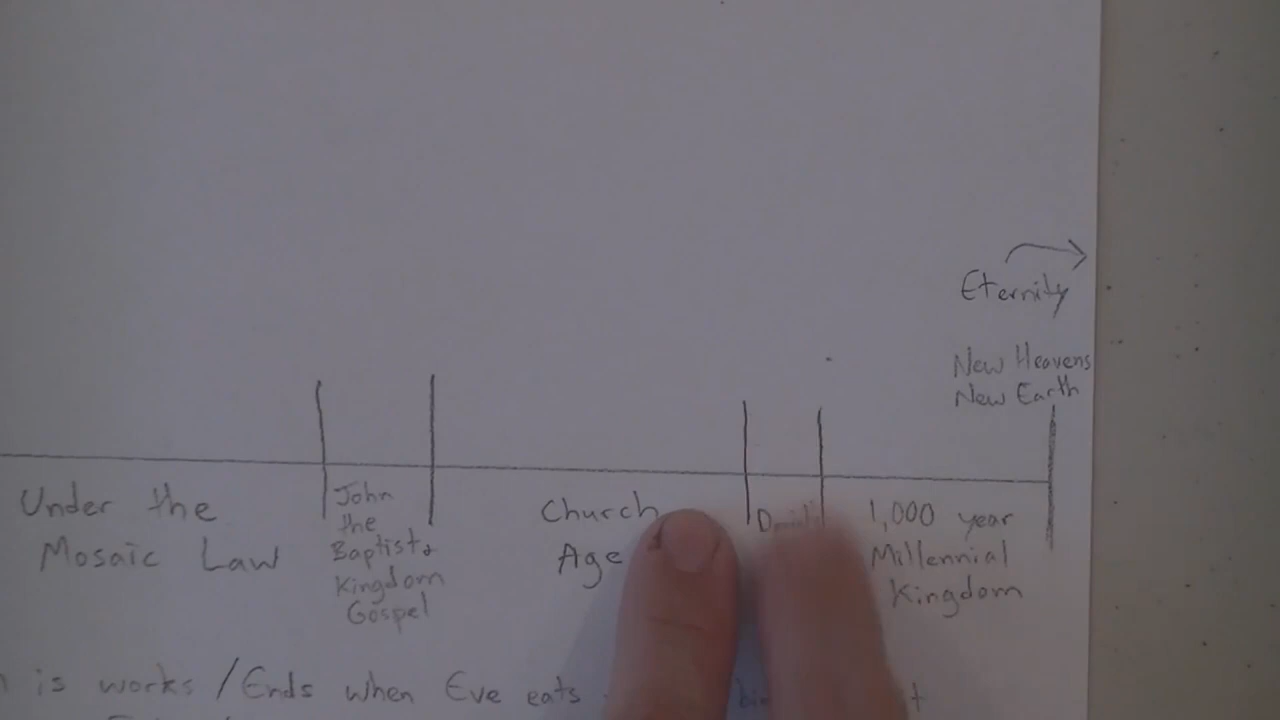 Eternity
New Heavens
New Earth
Under the
Mosaic Law
John
the
Baptist &
Kingdom
Gospel
Church
Age
1,000 year
Millennial
Kingdom
is works / Ends when Eve eats